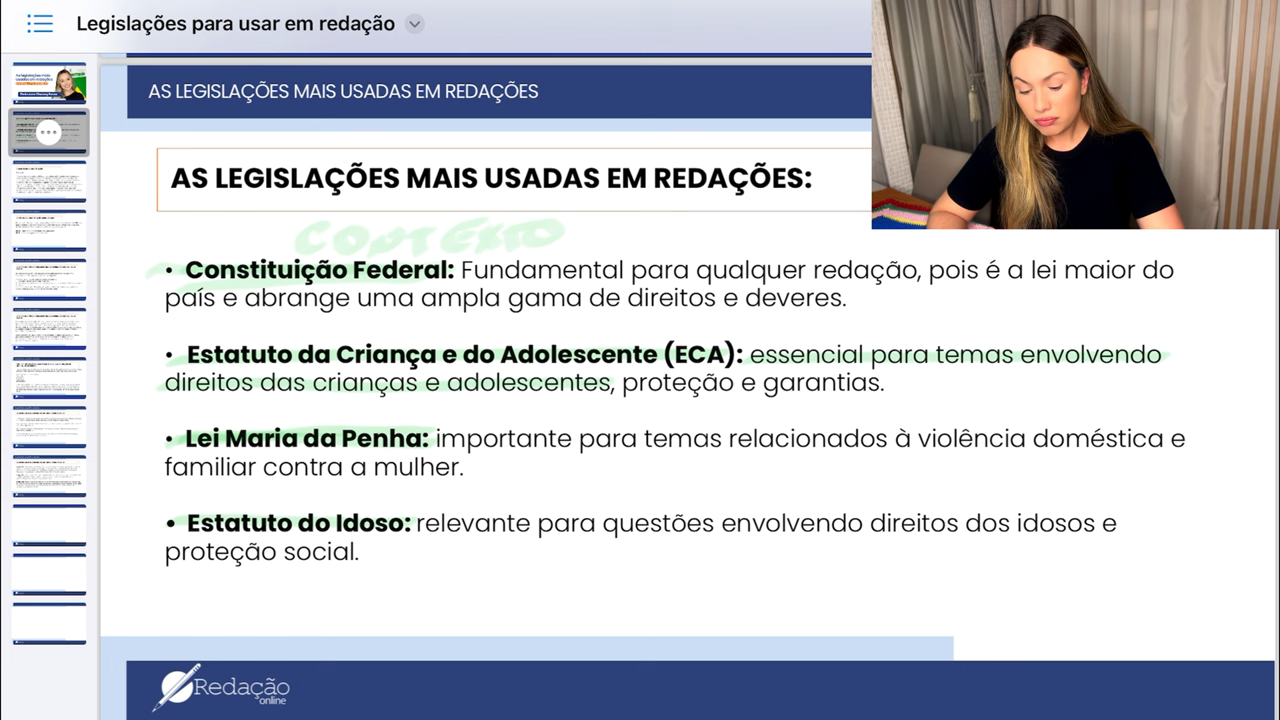 Legislações para usar em redação
AS LEGISLAÇÕES MAIS USADAS EM REDAÇÕES
AS LEGISLAÇÕES MAIS USADAS EM REDAÇÕES:
• Constituição Federal: Fundamental para qualquer redação, pois é a lei maior do
país e abrange uma ampla gama de direitos e deveres.
• Estatuto da Criança e do Adolescente (ECA): essencial para temas envolvendo
direitos das crianças e adolescentes, proteção e garantias.
• Lei Maria da Penha: importante para temas relacionados à violência doméstica e
familiar contra a mulher.
• Estatuto do Idoso: relevante para questões envolvendo direitos dos idosos e
proteção social.
Redação
online